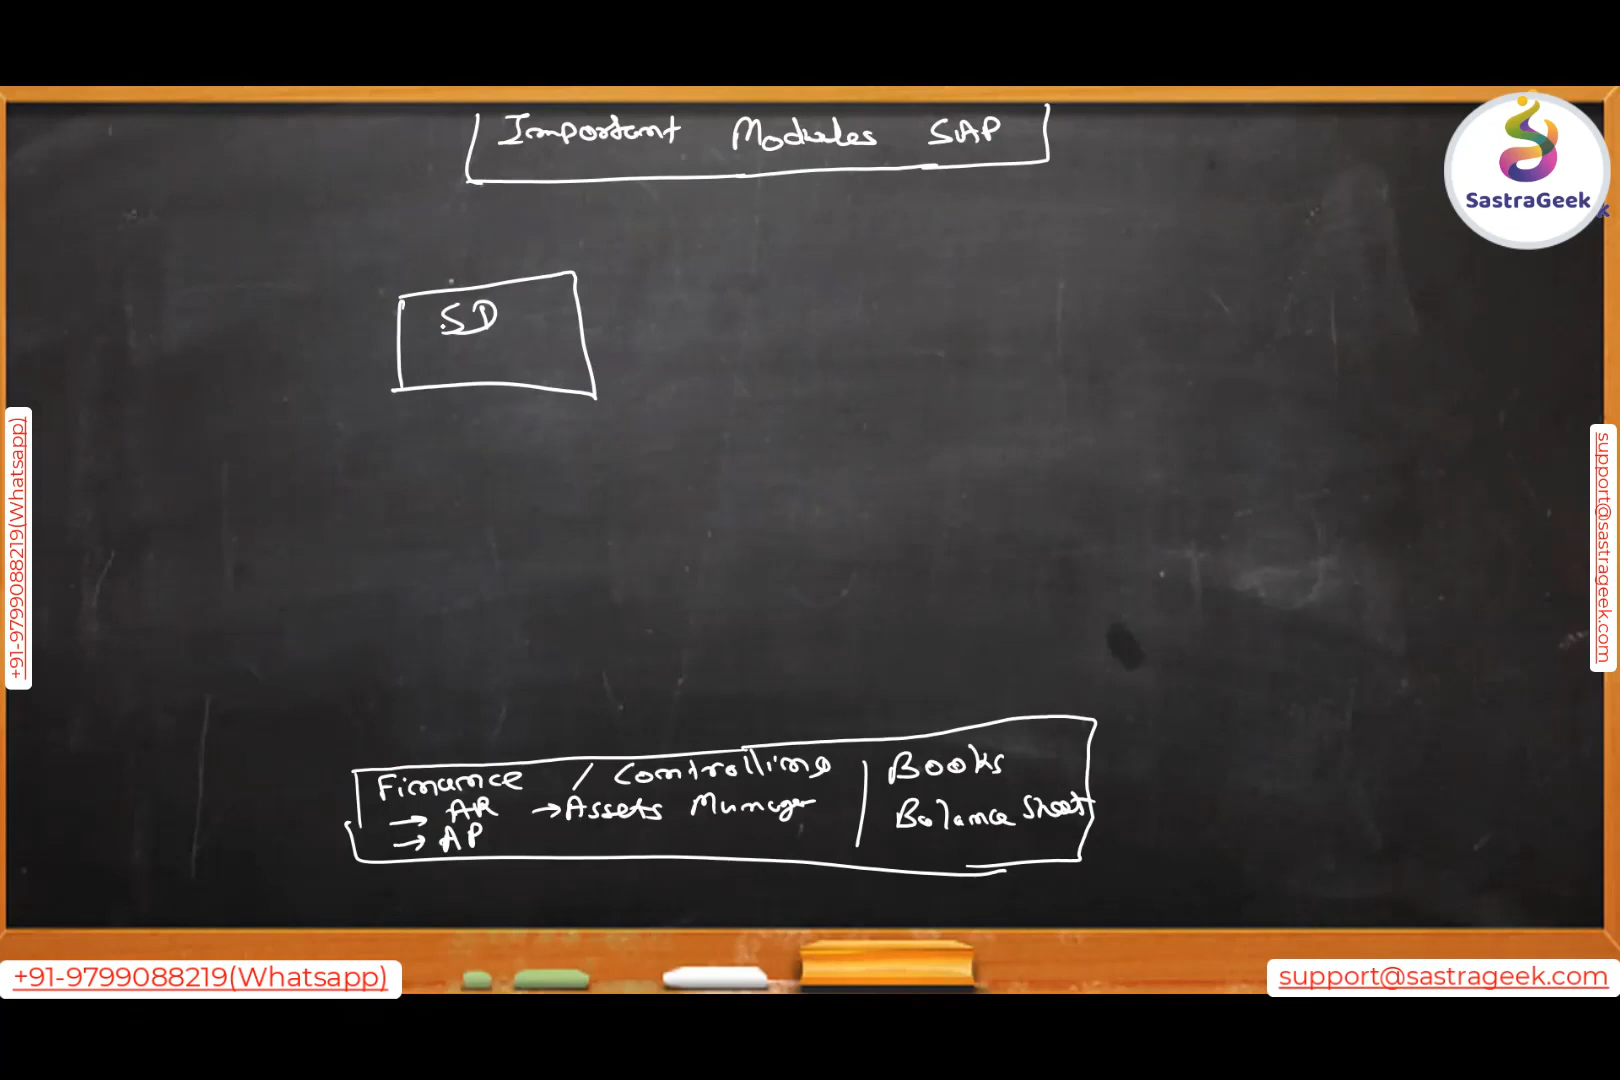 Important Modules SAP
SastraGeek
SD
+91-9799088219(Whatsapp)
support@sastrageek.com
Finance / Controlling | Books
→ AR → Assets Manager Balance Sheet
→ AP
+91-9799088219(Whatsapp)
support@sastrageek.com